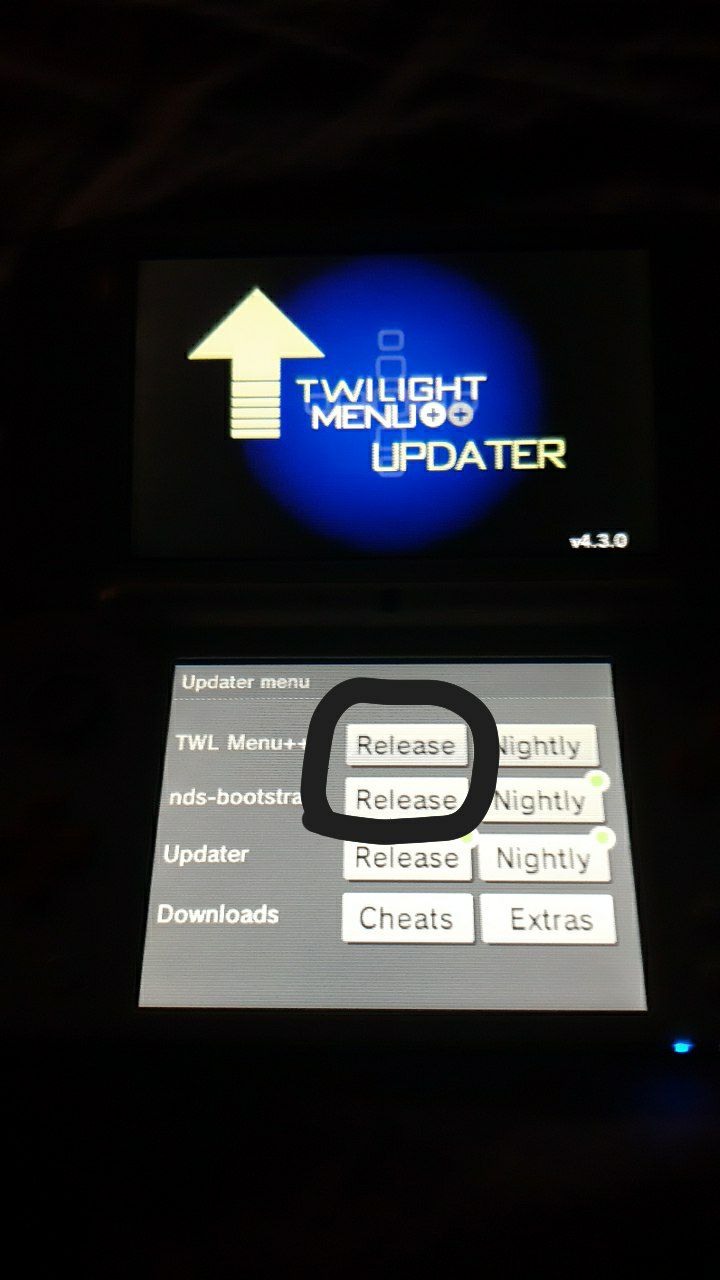 TWILIGHT
MENU++
UPDATER
v4.3.0
Updater menu
TWL Menu++ Release Nightly
nds-bootstra Release Nightly
Updater Release Nightly
Downloads Cheats Extras